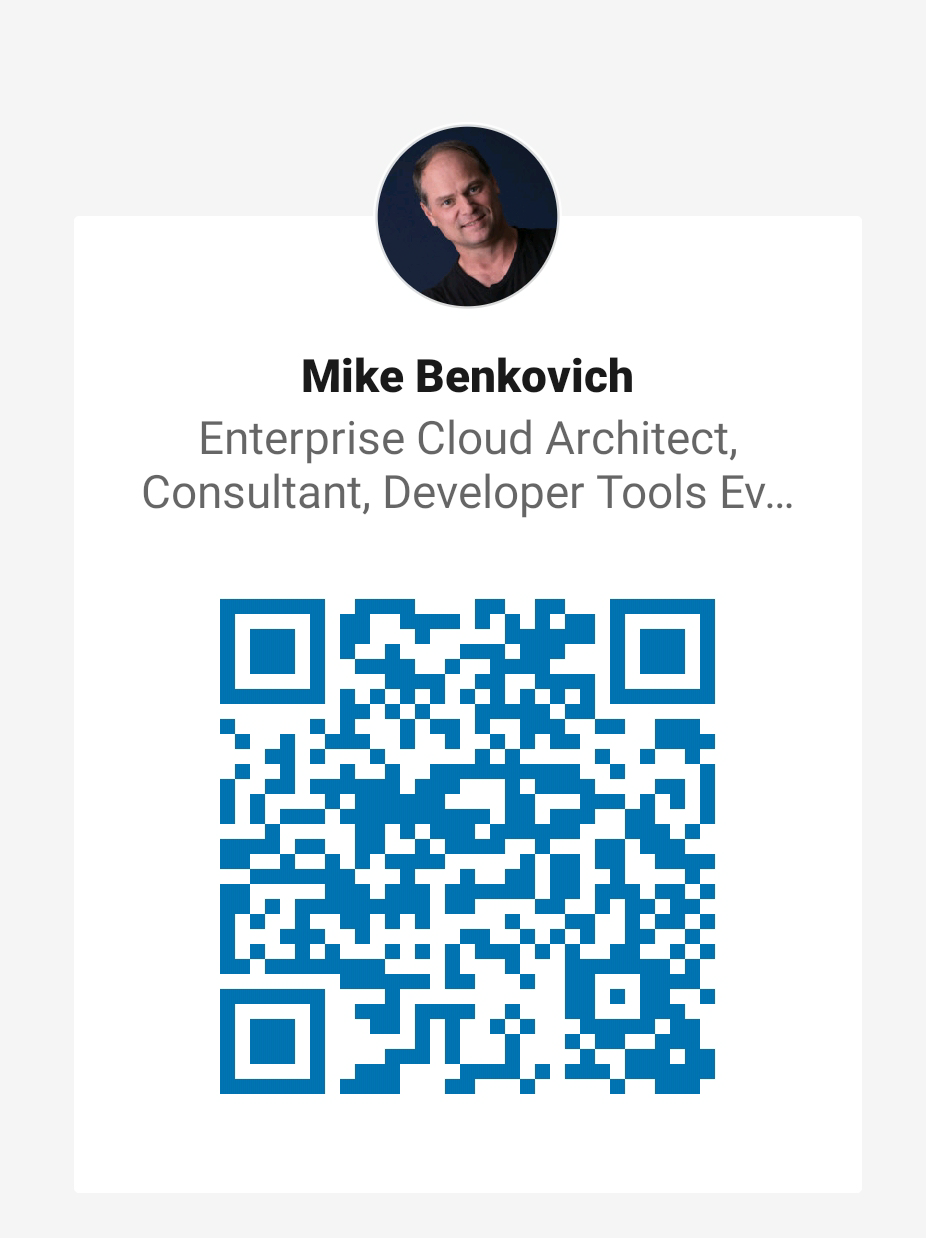 Mike Benkovich
Enterprise Cloud Architect,
Consultant, Developer Tools Ev...